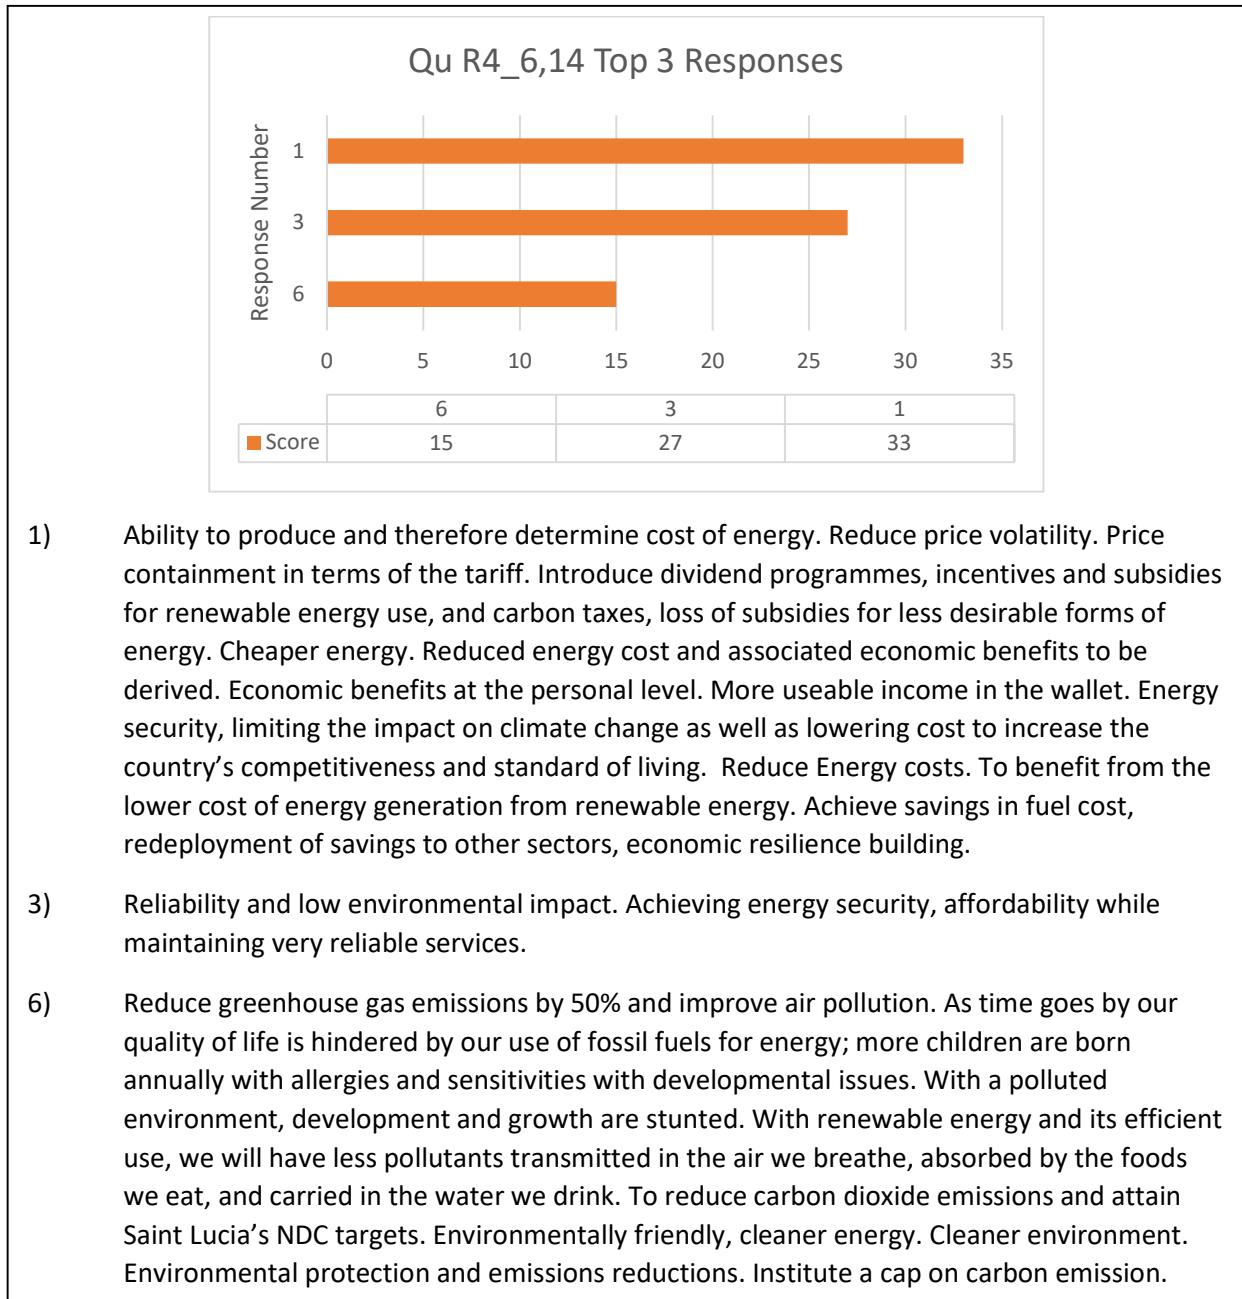 Qu R4_6,14 Top 3 Responses
Response Number
1
3
6
0 5 10 15 20 25 30 35
6 3 1
Score 15 27 33
1) Ability to produce and therefore determine cost of energy. Reduce price volatility. Price
containment in terms of the tariff. Introduce dividend programmes, incentives and subsidies
for renewable energy use, and carbon taxes, loss of subsidies for less desirable forms of
energy. Cheaper energy. Reduced energy cost and associated economic benefits to be
derived. Economic benefits at the personal level. More useable income in the wallet. Energy
security, limiting the impact on climate change as well as lowering cost to increase the
country’s competitiveness and standard of living.  Reduce Energy costs. To benefit from the
lower cost of energy generation from renewable energy. Achieve savings in fuel cost,
redeployment of savings to other sectors, economic resilience building.
3) Reliability and low environmental impact. Achieving energy security, affordability while
maintaining very reliable services.
6) Reduce greenhouse gas emissions by 50% and improve air pollution. As time goes by our
quality of life is hindered by our use of fossil fuels for energy; more children are born
annually with allergies and sensitivities with developmental issues. With a polluted
environment, development and growth are stunted. With renewable energy and its efficient
use, we will have less pollutants transmitted in the air we breathe, absorbed by the foods
we eat, and carried in the water we drink. To reduce carbon dioxide emissions and attain
Saint Lucia’s NDC targets. Environmentally friendly, cleaner energy. Cleaner environment.
Environmental protection and emissions reductions. Institute a cap on carbon emission.